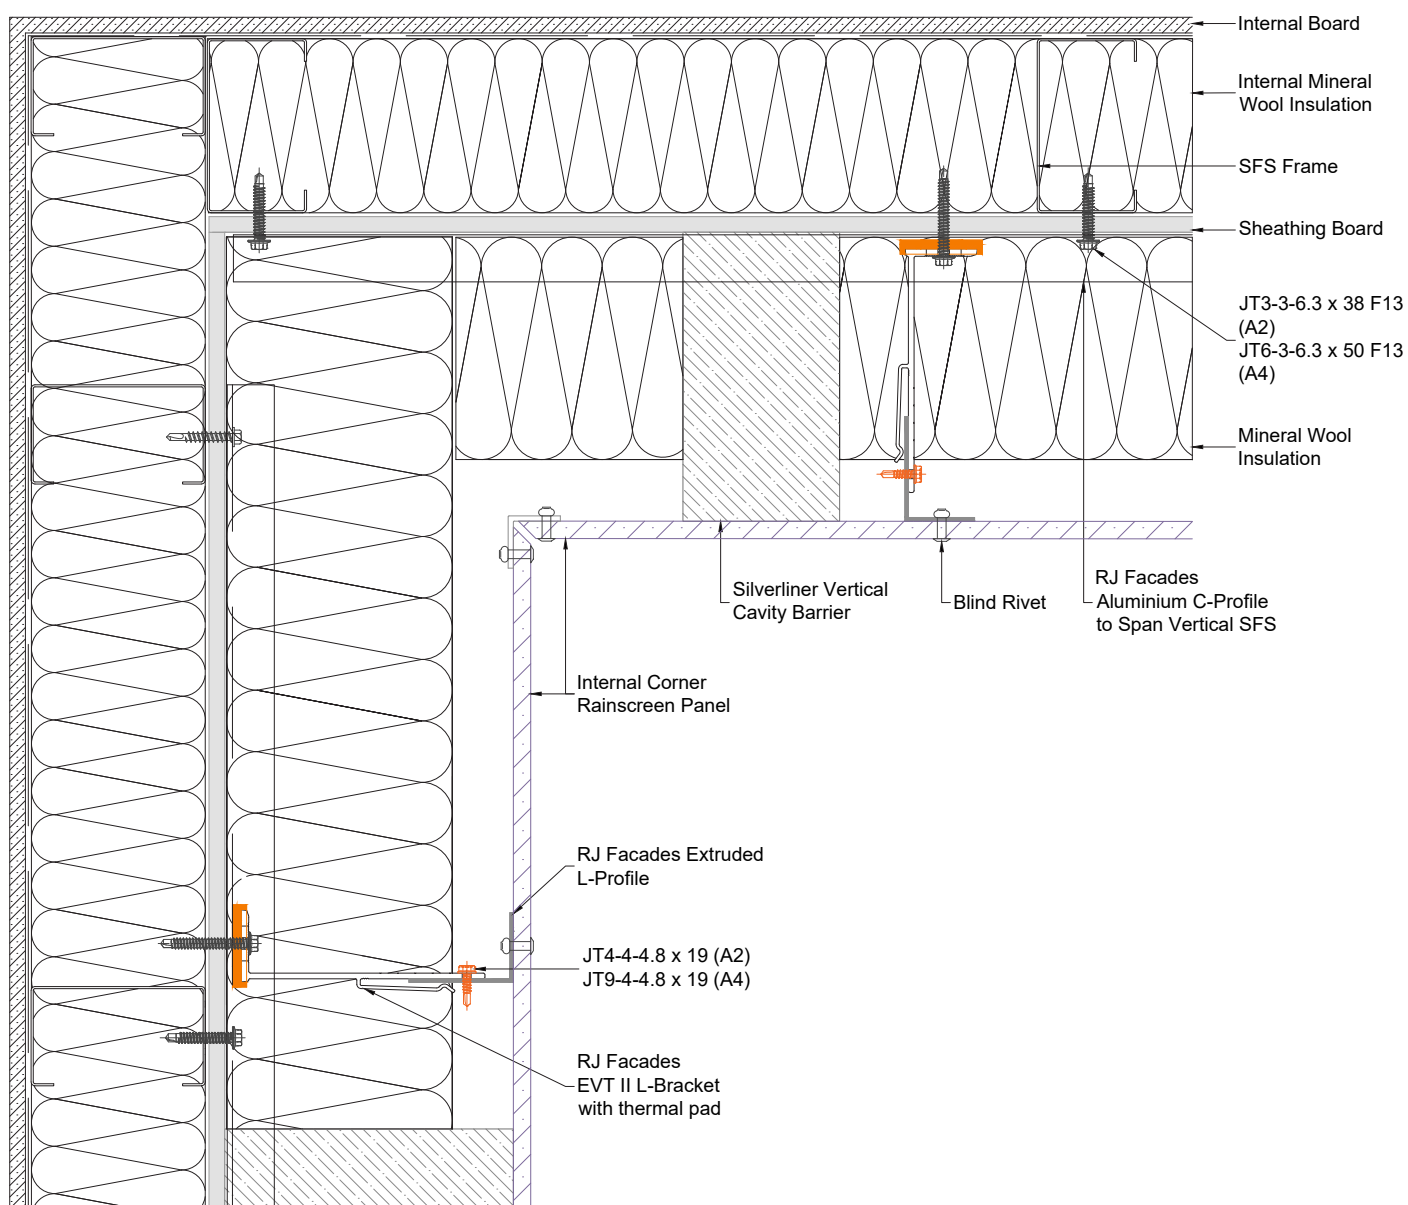 Internal Board
Internal Mineral
Wool Insulation
SFS Frame
Sheathing Board
JT3-3-6.3 x 38 F13
(A2)
JT6-3-6.3 x 50 F13
(A4)
Mineral Wool
Insulation
RJ Facades
Aluminium C-Profile
to Span Vertical SFS
Blind Rivet
Silverliner Vertical
Cavity Barrier
Internal Corner
Rainscreen Panel
RJ Facades Extruded
L-Profile
JT4-4-4.8 x 19 (A2)
JT9-4-4.8 x 19 (A4)
RJ Facades
EVT II L-Bracket
with thermal pad